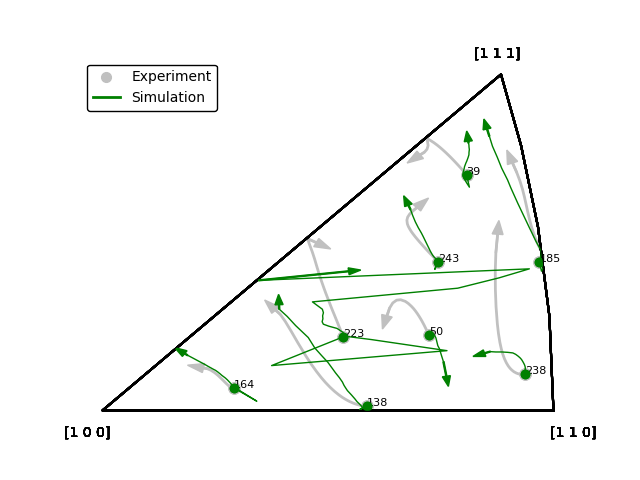 [1 1 1]
Experiment
Simulation
39
243
185
223
50
238
164
138
[1 0 0]
[1 1 0]